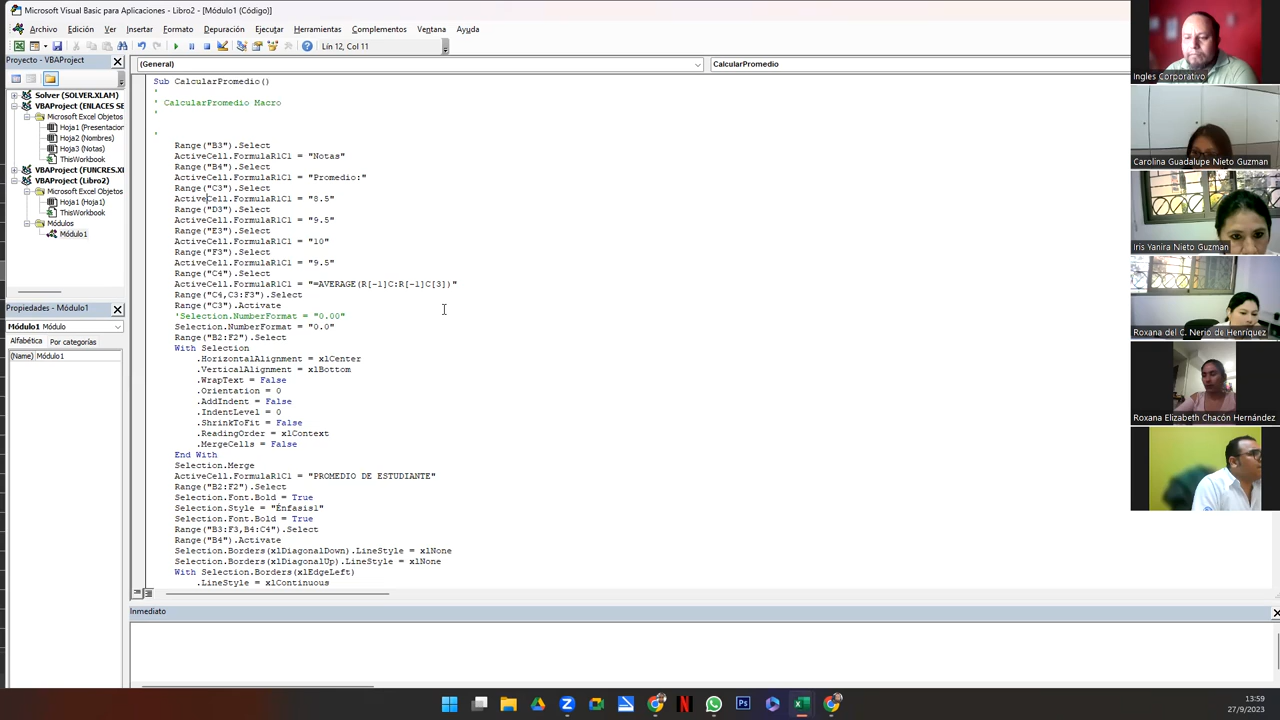 Microsoft Visual Basic para Aplicaciones - Libro2 - [Módulo1 (Código)]
Archivo Edición Ver Insertar Formato Depuración Ejecutar Herramientas Complementos Ventana Ayuda
Lín 12, Col 11
Proyecto - VBAProject
Solver (SOLVER.XLAM)
VBAProject (ENLACES SE
Microsoft Excel Objetos
Hoja1 (Presentacion
Hoja2 (Nombres)
Hoja3 (Notas)
ThisWorkbook
VBAProject (FUNCRES.XL
VBAProject (Libro2)
Microsoft Excel Objetos
Hoja1 (Hoja1)
ThisWorkbook
Módulos
Módulo1
Propiedades - Módulo1
Módulo1 Módulo
Alfabética Por categorías
(Name) Módulo1
(General) CalcularPromedio
Sub CalcularPromedio()
'
' CalcularPromedio Macro
'
'
Range("B3").Select
ActiveCell.FormulaR1C1 = "Notas"
Range("B4").Select
ActiveCell.FormulaR1C1 = "Promedio:"
Range("C3").Select
ActiveCell.FormulaR1C1 = "8.5"
Range("D3").Select
ActiveCell.FormulaR1C1 = "9.5"
Range("E3").Select
ActiveCell.FormulaR1C1 = "10"
Range("F3").Select
ActiveCell.FormulaR1C1 = "9.5"
Range("C4").Select
ActiveCell.FormulaR1C1 = "=AVERAGE(R[-1]C:R[-1]C[3])"
Range("C4,C3:F3").Select
Range("C3").Activate
'Selection.NumberFormat = "0.00"
Selection.NumberFormat = "0.0"
Range("B2:F2").Select
With Selection
.HorizontalAlignment = xlCenter
.VerticalAlignment = xlBottom
.WrapText = False
.Orientation = 0
.AddIndent = False
.IndentLevel = 0
.ShrinkToFit = False
.ReadingOrder = xlContext
.MergeCells = False
End With
Selection.Merge
ActiveCell.FormulaR1C1 = "PROMEDIO DE ESTUDIANTE"
Range("B2:F2").Select
Selection.Font.Bold = True
Selection.Style = "Énfasis1"
Selection.Font.Bold = True
Range("B3:F3,B4:C4").Select
Range("B4").Activate
Selection.Borders(xlDiagonalDown).LineStyle = xlNone
Selection.Borders(xlDiagonalUp).LineStyle = xlNone
With Selection.Borders(xlEdgeLeft)
.LineStyle = xlContinuous
Inmediato
Ingles Corporativo
Carolina Guadalupe Nieto Guzman
Iris Yanira Nieto Guzman
Roxana del C. Nerio de Henríquez
Roxana Elizabeth Chacón Hernández
13:59
27/9/2023